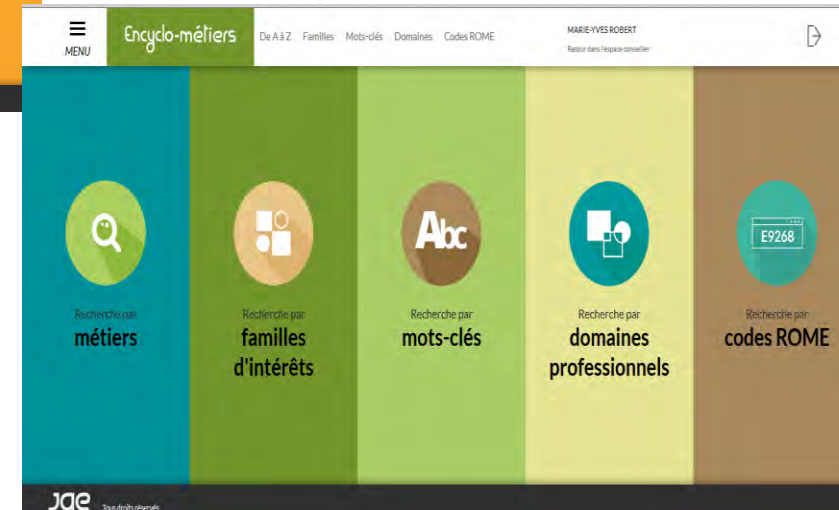 MENU
Encyclo-métiers
De A à Z Familles Mots-clés Domaines Codes ROME
MARIE-YVES ROBERT
Retour dans l'espace conseiller
Recherche par
métiers
Recherche par
familles
d'intérêts
Abc
Recherche par
mots-clés
Recherche par
domaines
professionnels
E9268
Recherche par
codes ROME
JAE
Tous droits réservés